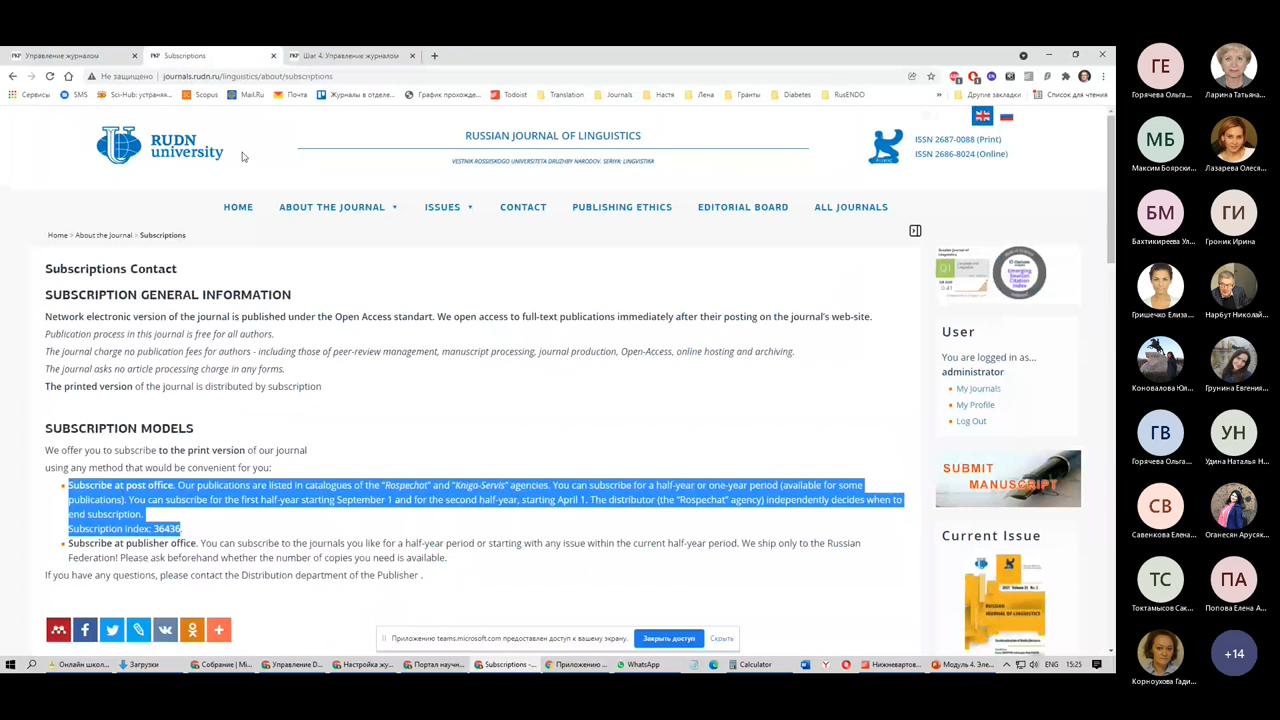 Управление журналом
Subscriptions
Шаг 4. Управление журналом
Не защищено
journals.rudn.ru/linguistics/about/subscriptions
Сервисы
SMS
Sci-Hub: устраняя...
Scopus
Mail.Ru
Почта
Журналы в отделе...
График прохожде...
Todoist
Translation
Journals
Настя
Лена
Гранты
Diabetes
RusENDO
»
Другие закладки
Список для чтения
RUDN
university
RUSSIAN JOURNAL OF LINGUISTICS
VESTNIK ROSSIISKOGO UNIVERSITETA DRUZHBY NARODOV. SERIYA: LINGVISTIKA
ISSN 2687-0088 (Print)
ISSN 2686-8024 (Online)
HOME
ABOUT THE JOURNAL
ISSUES
CONTACT
PUBLISHING ETHICS
EDITORIAL BOARD
ALL JOURNALS
Home > About the Journal > Subscriptions
Subscriptions Contact
SUBSCRIPTION GENERAL INFORMATION
Network electronic version of the journal is published under the Open Access standart. We open access to full-text publications immediately after their posting on the journal's web-site.
Publication process in this journal is free for all authors.
The journal charge no publication fees for authors - including those of peer-review management, manuscript processing, journal production, Open-Access, online hosting and archiving.
The journal asks no article processing charge in any forms.
The printed version of the journal is distributed by subscription
SUBSCRIPTION MODELS
We offer you to subscribe to the print version of our journal
using any method that would be convenient for you:
Subscribe at post office. Our publications are listed in catalogues of the "Rospechat" and "Kniga-Servis" agencies. You can subscribe for a half-year or one-year period (available for some
publications). You can subscribe for the first half-year starting September 1 and for the second half-year, starting April 1. The distributor (the "Rospechat" agency) independently decides when to
end subscription.
Subscription index: 36436.
Subscribe at publisher office. You can subscribe to the journals you like for a half-year period or starting with any issue within the current half-year period. We ship only to the Russian
Federation! Please ask beforehand whether the number of copies you need is available.
If you have any questions, please contact the Distribution department of the Publisher .
Q1
Emerging
Sources
Citation
Index
User
You are logged in as...
administrator
My Journals
My Profile
Log Out
SUBMIT
MANUSCRIPT
Current Issue
RUSSIAN
JOURNAL OF
LINGUISTICS
Приложению teams.microsoft.com предоставлен доступ к вашему экрану.
Закрыть доступ
Скрыть
Онлайн школ...
Загрузки
Собрание | Mi...
Управление D...
Настройка жу...
Портал научн...
Subscriptions -...
Приложению ...
WhatsApp
Calculator
Нижневартов...
Модуль 4. Эле...
ENG
15:25
ГЕ
Горячева Ольга...
Ларина Татьяна...
МБ
Максим Боярски...
Лазарева Олеся...
БМ
Бахтикиреева Ул...
ГИ
Гроник Ирина
Гришечко Елиза...
Нарбут Николай...
Коновалова Юл...
Грунина Евгения...
ГВ
Горбунова В...
УН
Удина Наталья Н...
СВ
Савенкова Елена...
Оганесян Арусяк...
ТС
Токтамысов Сак...
ПА
Попова Елена А...
Корноухова Гади...
+14